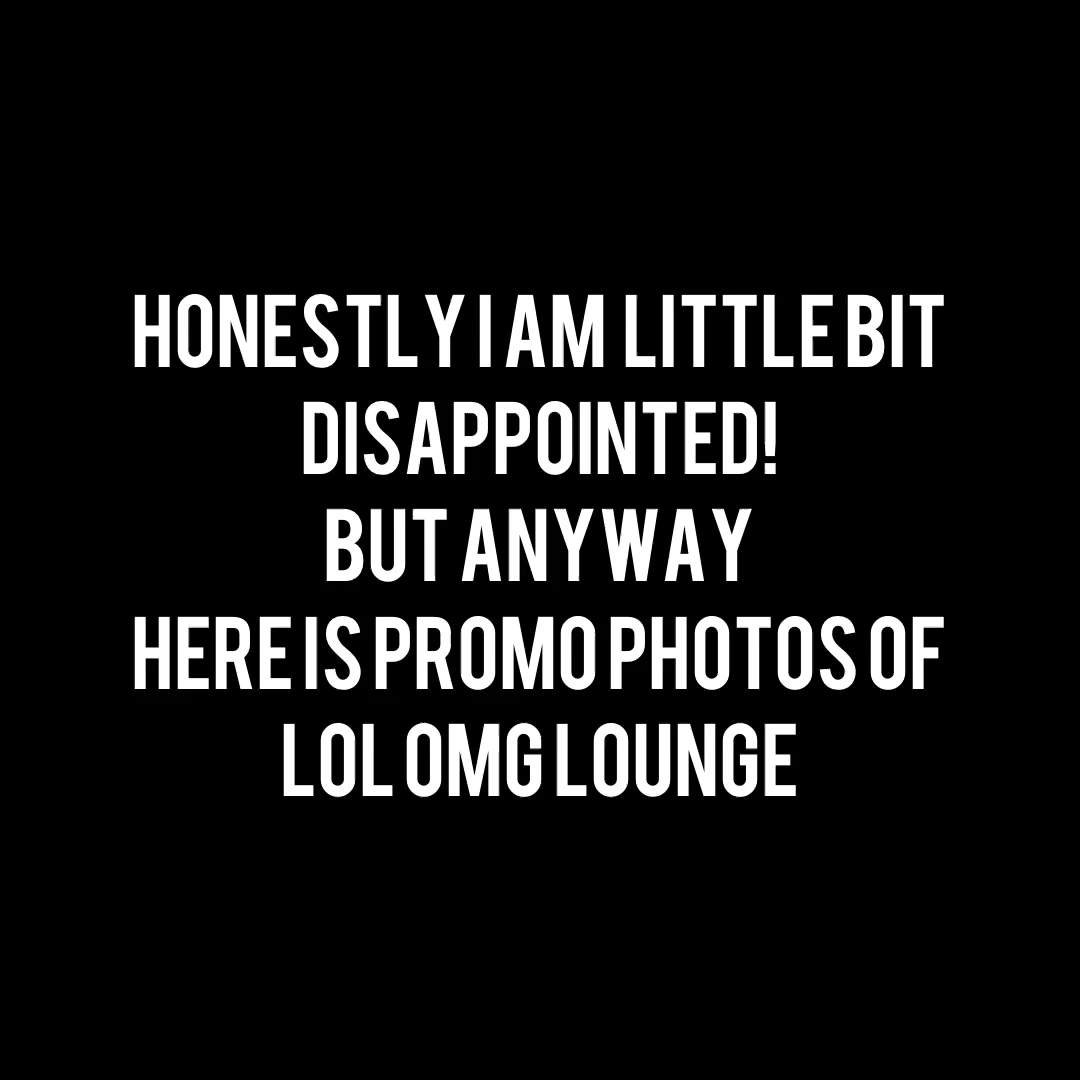 HONESTLY I AM LITTLE BIT
DISAPPOINTED!
BUT ANYWAY
HERE IS PROMO PHOTOS OF
LOL OMG LOUNGE